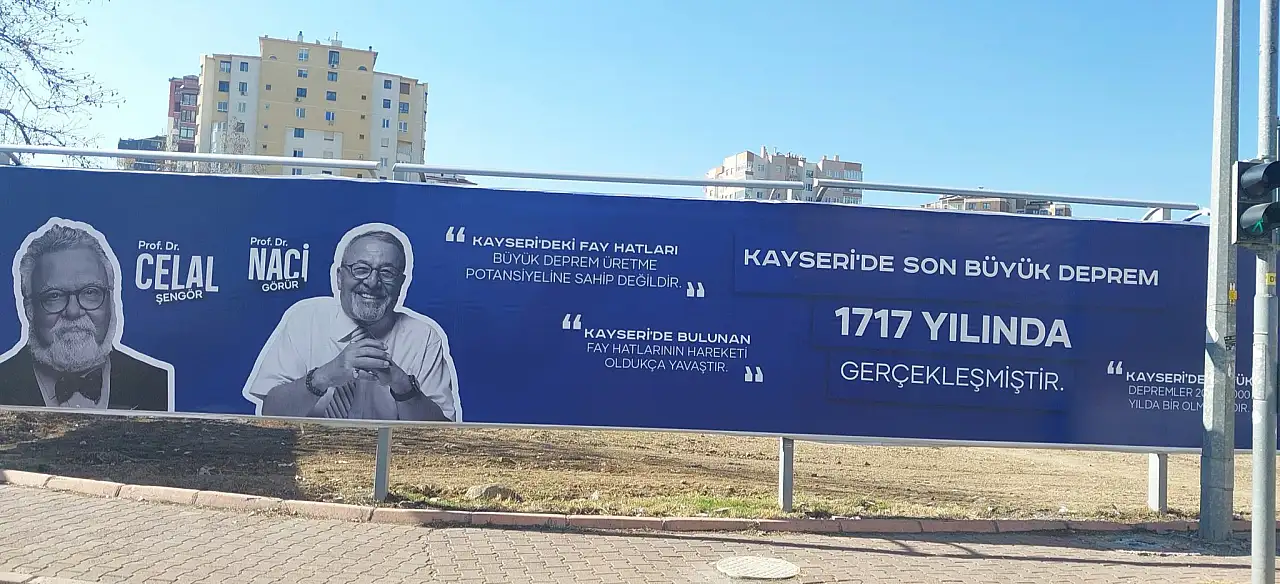 Prof. Dr.
CELAL
ŞENGÖR
Prof. Dr.
NACİ
GÖRÜR
“ KAYSERİ'DEKİ FAY HATLARI
BÜYÜK DEPREM ÜRETME
POTANSİYELİNE SAHİP DEĞİLDİR. ”
“ KAYSERİ'DE BULUNAN
FAY HATLARININ HAREKETİ
OLDUKÇA YAVAŞTIR. ”
KAYSERİ'DE SON BÜYÜK DEPREM
1717 YILINDA
GERÇEKLEŞMİŞTİR.
“ KAYSERİ'DE
DEPREMLER
YILDA BİR